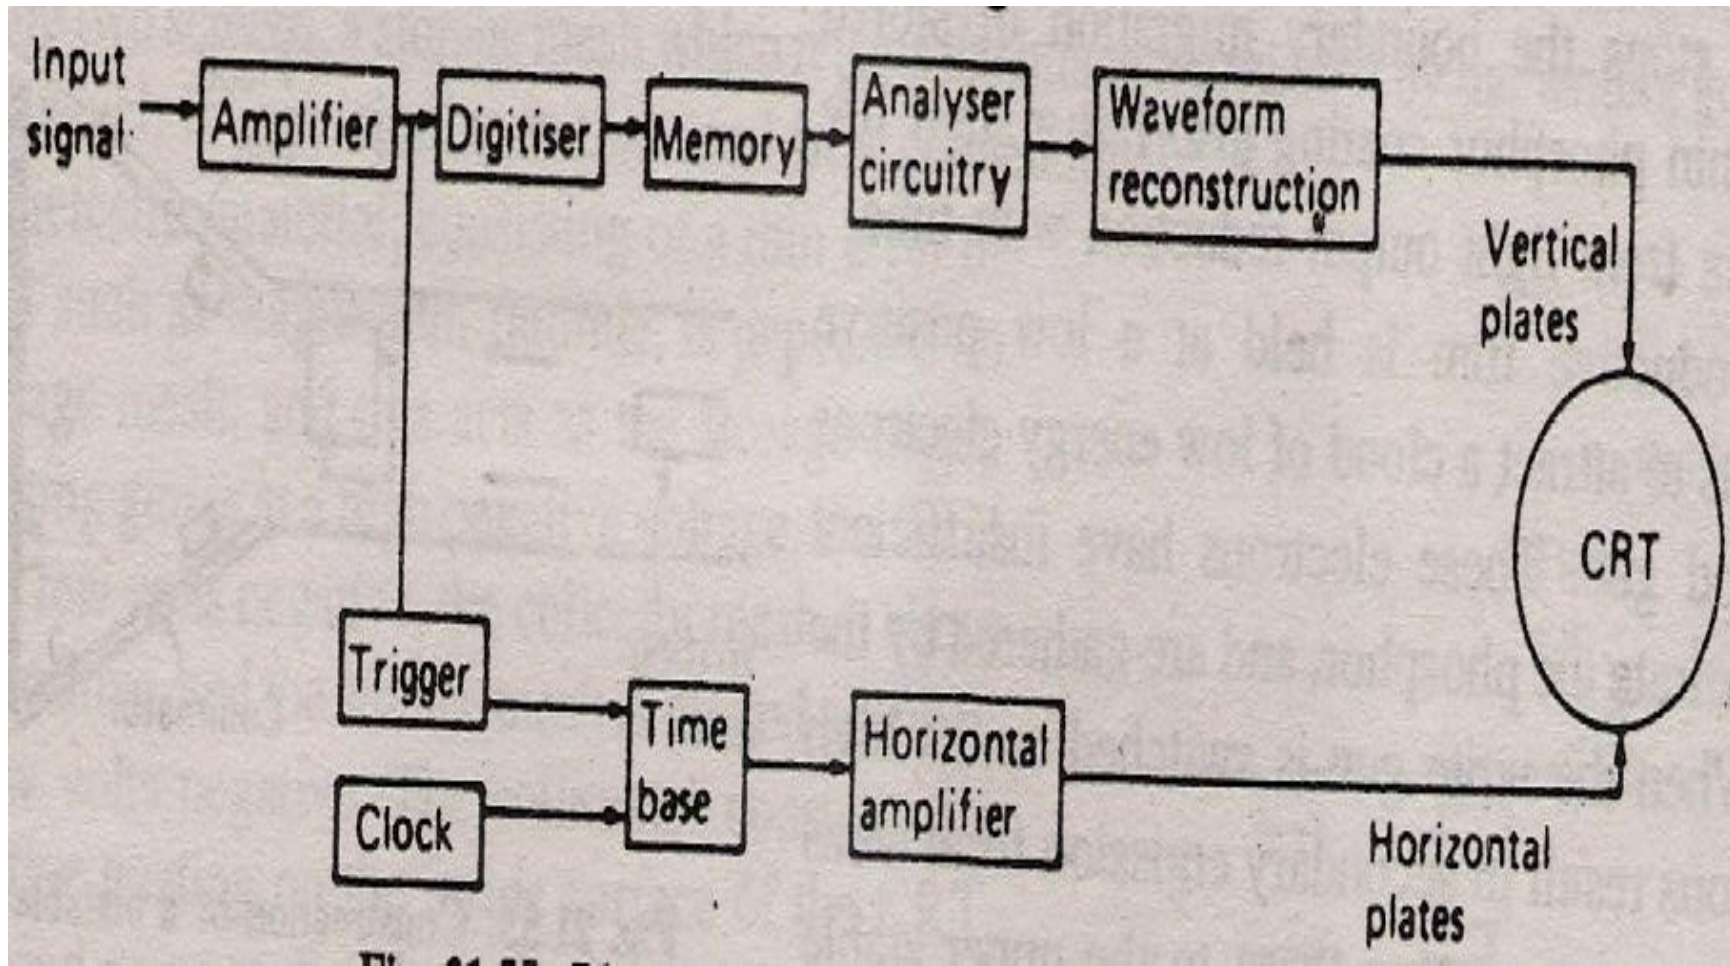 Input
signal
Amplifier
Digitiser
Memory
Analyser
circuitry
Waveform
reconstruction
Vertical
plates
CRT
Trigger
Clock
Time
base
Horizontal
amplifier
Horizontal
plates